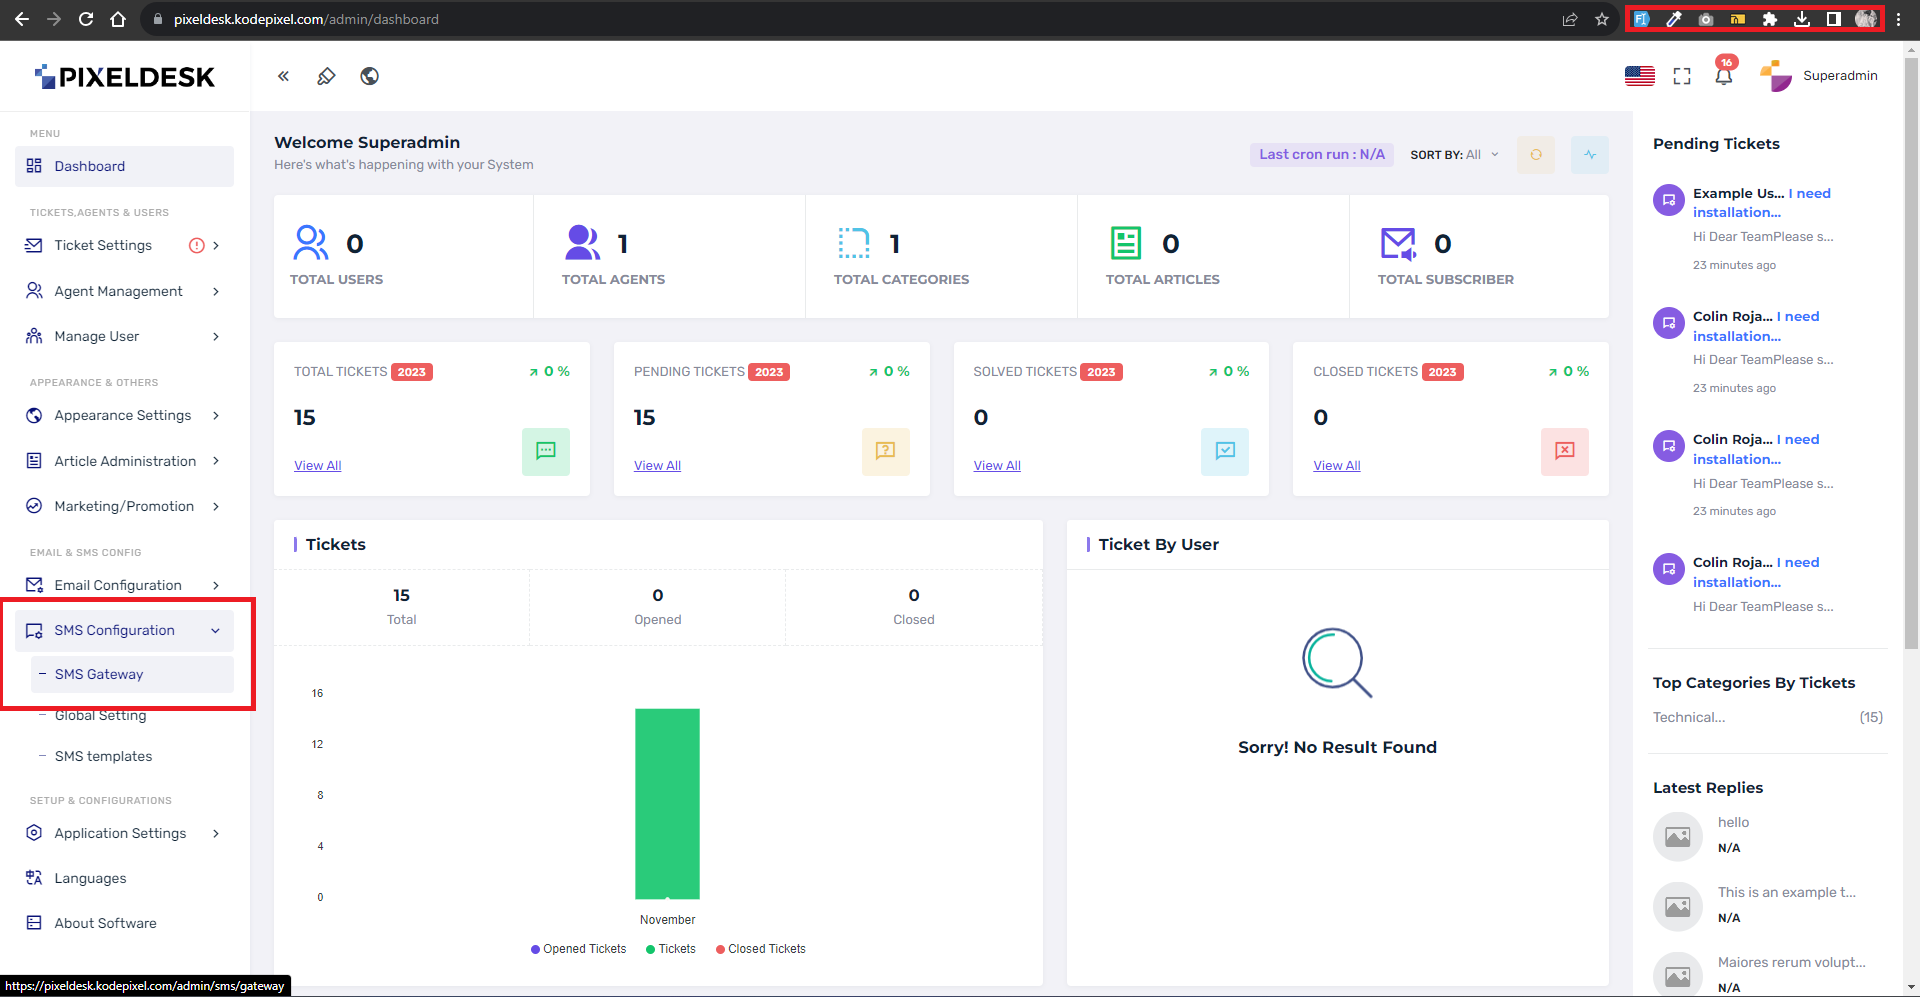 pixeldesk.kodepixel.com/admin/dashboard
PIXELDESK
16
Superadmin
MENU
Dashboard
TICKETS,AGENTS & USERS
Ticket Settings
Agent Management
Manage User
APPEARANCE & OTHERS
Appearance Settings
Article Administration
Marketing/Promotion
EMAIL & SMS CONFIG
Email Configuration
SMS Configuration
SMS Gateway
Global Setting
SMS templates
SETUP & CONFIGURATIONS
Application Settings
Languages
About Software
https://pixeldesk.kodepixel.com/admin/sms/gateway
Welcome Superadmin
Here's what's happening with your System
Last cron run : N/A
SORT BY: All
0
TOTAL USERS
1
TOTAL AGENTS
1
TOTAL CATEGORIES
0
TOTAL ARTICLES
0
TOTAL SUBSCRIBER
TOTAL TICKETS 2023
0 %
15
View All
PENDING TICKETS 2023
0 %
15
View All
SOLVED TICKETS 2023
0 %
0
View All
CLOSED TICKETS 2023
0 %
0
View All
Tickets
15
Total
0
Opened
0
Closed
16
12
8
4
0
November
Opened Tickets
Tickets
Closed Tickets
Ticket By User
Sorry! No Result Found
Pending Tickets
Example Us... I need
installation...
Hi Dear TeamPlease s...
23 minutes ago
Colin Roja... I need
installation...
Hi Dear TeamPlease s...
23 minutes ago
Colin Roja... I need
installation...
Hi Dear TeamPlease s...
23 minutes ago
Colin Roja... I need
installation...
Hi Dear TeamPlease s...
Top Categories By Tickets
Technical... (15)
Latest Replies
hello
N/A
This is an example t...
N/A
Maiores rerum volupt...
N/A